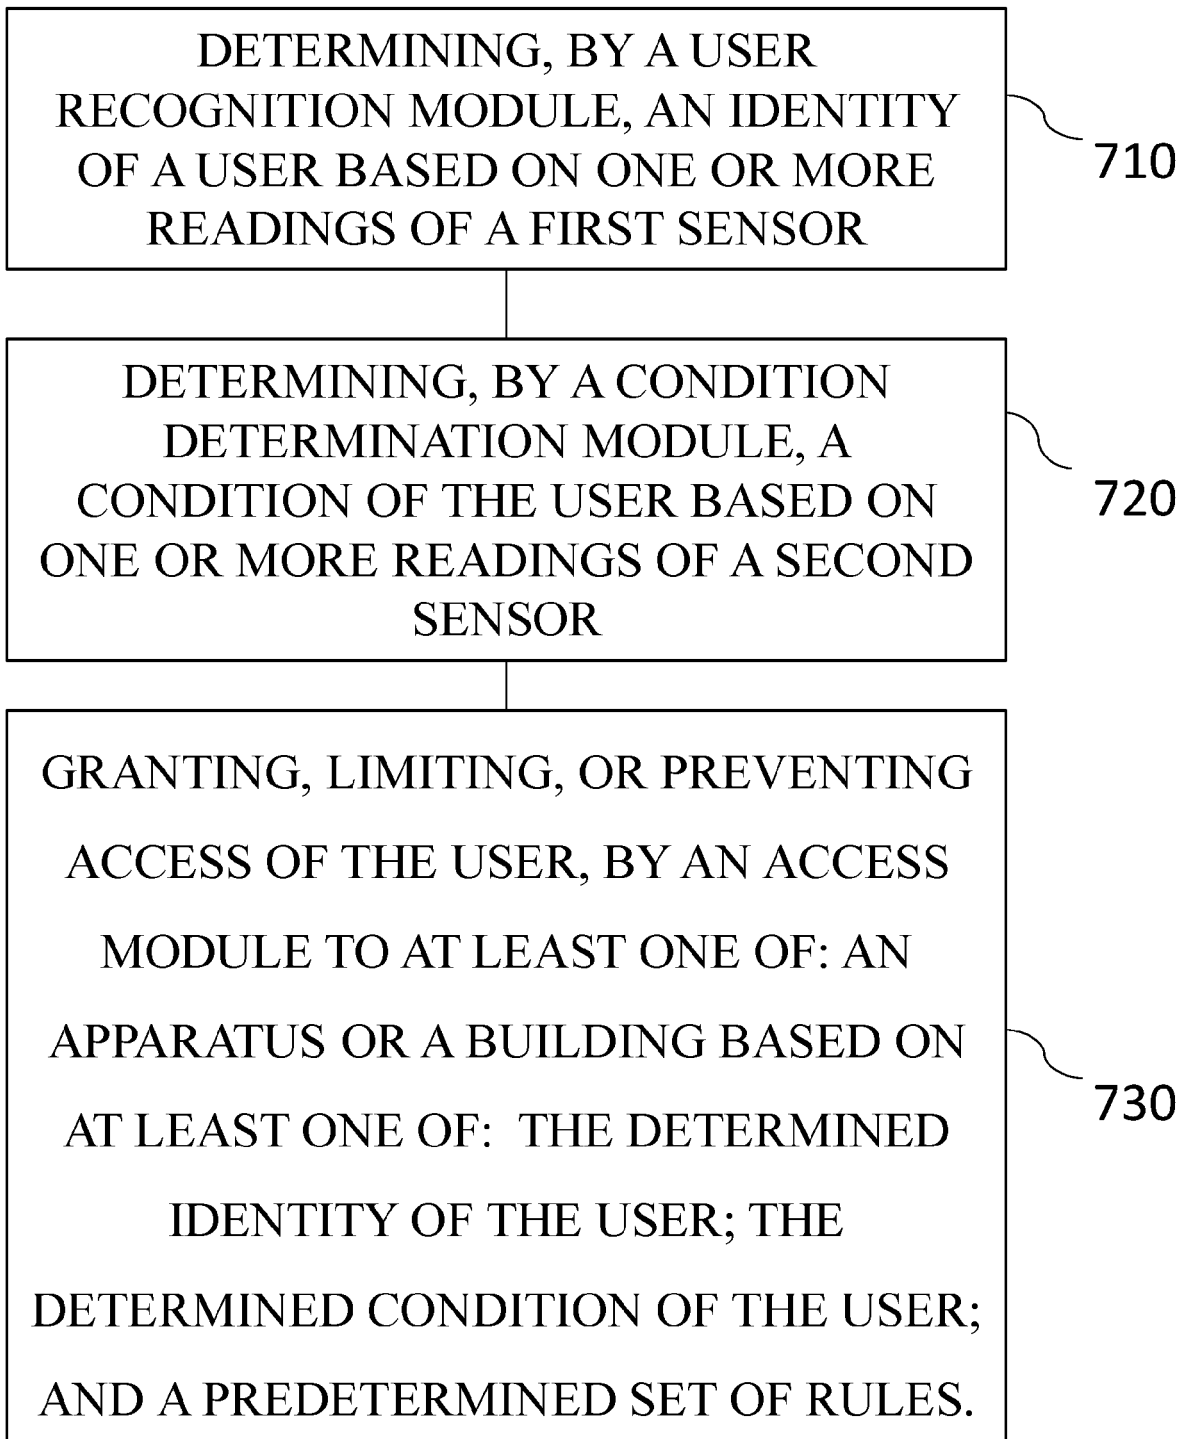 DETERMINING, BY A USER
RECOGNITION MODULE, AN IDENTITY
OF A USER BASED ON ONE OR MORE
READINGS OF A FIRST SENSOR
710
DETERMINING, BY A CONDITION
DETERMINATION MODULE, A
CONDITION OF THE USER BASED ON
ONE OR MORE READINGS OF A SECOND
SENSOR
720
GRANTING, LIMITING, OR PREVENTING
ACCESS OF THE USER, BY AN ACCESS
MODULE TO AT LEAST ONE OF: AN
APPARATUS OR A BUILDING BASED ON
AT LEAST ONE OF: THE DETERMINED
IDENTITY OF THE USER; THE
DETERMINED CONDITION OF THE USER;
AND A PREDETERMINED SET OF RULES.
730